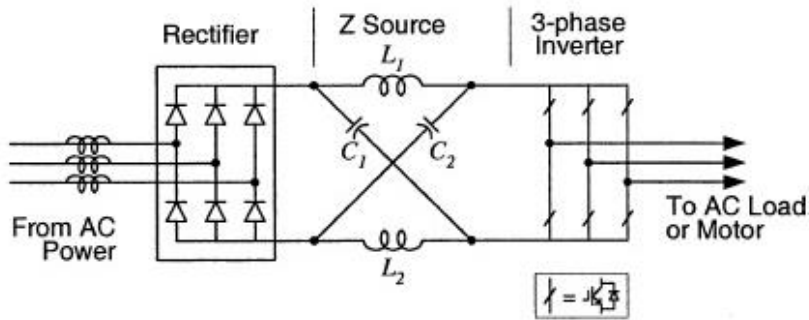 Rectifier
Z Source
3-phase
Inverter
L1
C1
C2
L2
From AC
Power
To AC Load
or Motor
=